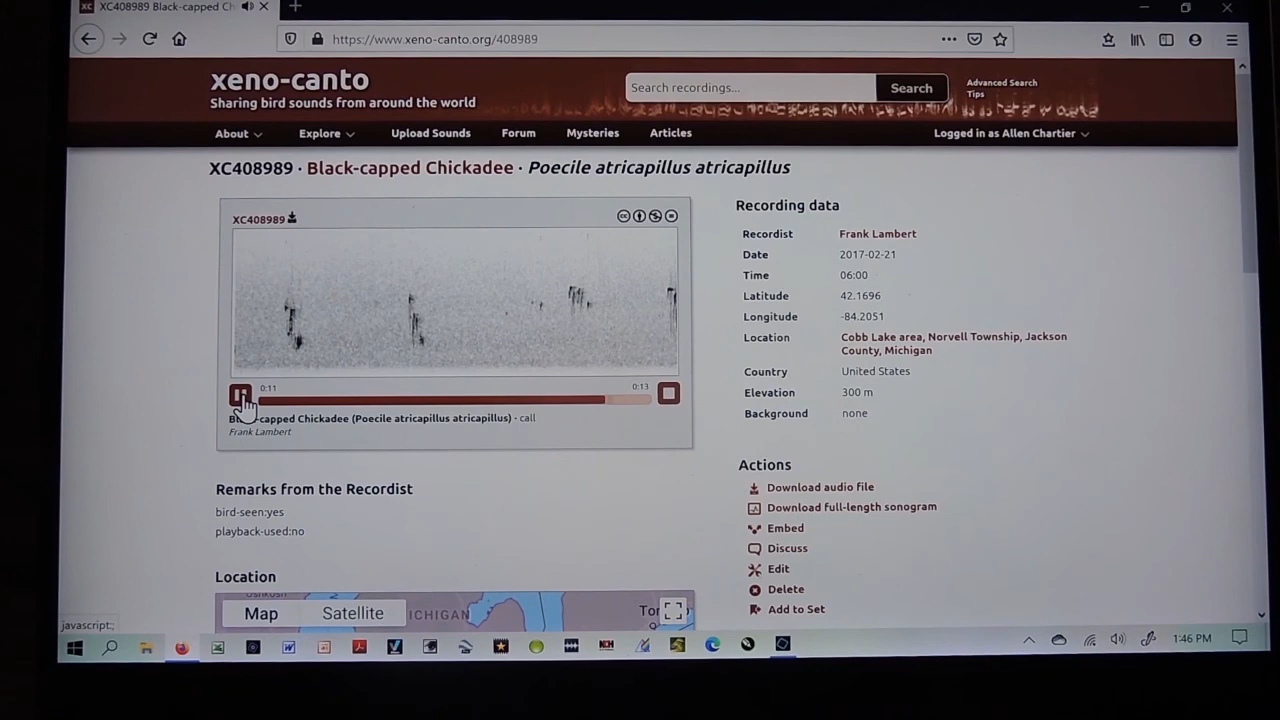 XC408989 Black-capped Ch
https://www.xeno-canto.org/408989
xeno-canto
Sharing bird sounds from around the world
Search recordings...
Search
Advanced Search
Tips
About
Explore
Upload Sounds
Forum
Mysteries
Articles
Logged in as Allen Chartier
XC408989 · Black-capped Chickadee · Poecile atricapillus atricapillus
XC408989
0:11
0:13
capped Chickadee (Poecile atricapillus atricapillus) · call
Frank Lambert
Remarks from the Recordist
bird-seen:yes
playback-used:no
Location
Map
Satellite
ICHIGAN
Recording data
Recordist Frank Lambert
Date 2017-02-21
Time 06:00
Latitude 42.1696
Longitude -84.2051
Location Cobb Lake area, Norvell Township, Jackson
County, Michigan
Country United States
Elevation 300 m
Background none
Actions
Download audio file
Download full-length sonogram
Embed
Discuss
Edit
Delete
Add to Set
javascript:;
1:46 PM